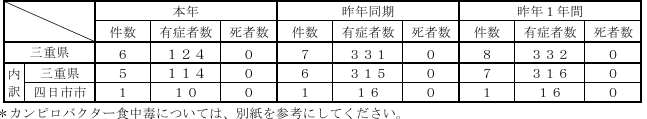 本年 昨年同期 昨年１年間
件数 有症者数 死者数 件数 有症者数 死者数 件数 有症者数 死者数
三重県 ６ １２４ ０ ７ ３３１ ０ ８ ３３２ ０
内訳 三重県 ５ １１４ ０ ６ ３１５ ０ ７ ３１６ ０
四日市市 １ １０ ０ １ １６ ０ １ １６ ０
＊カンピロバクター食中毒については、別紙を参考にしてください。